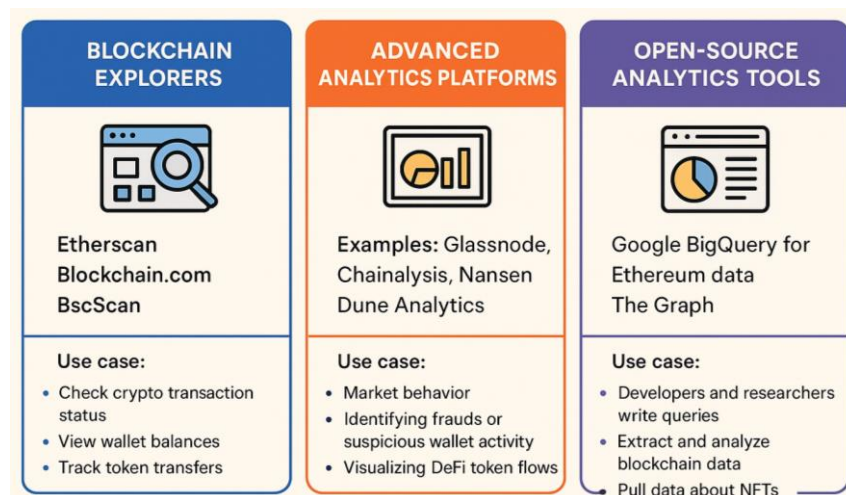 BLOCKCHAIN
EXPLORERS
Etherscan
Blockchain.com
BscScan
Use case:
• Check crypto transaction
status
• View wallet balances
• Track token transfers
ADVANCED
ANALYTICS PLATFORMS
Examples: Glassnode,
Chainalysis, Nansen
Dune Analytics
Use case:
• Market behavior
• Identifying frauds or
suspicious wallet activity
• Visualizing DeFi token flows
OPEN-SOURCE
ANALYTICS TOOLS
Google BigQuery for
Ethereum data
The Graph
Use case:
• Developers and researchers
write queries
• Extract and analyze
blockchain data
• Pull data about NFTs